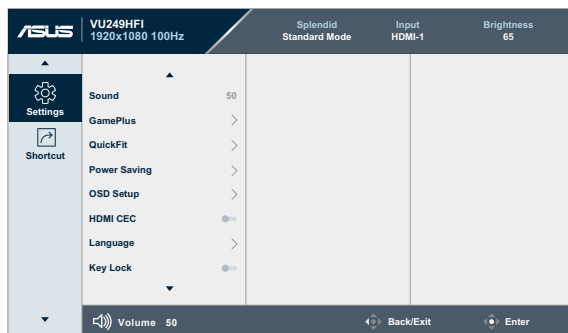 ASUS
VU249HFI
1920x1080 100Hz
Splendid
Standard Mode
Input
HDMI-1
Brightness
65
Settings
Shortcut
Sound 50
GamePlus
QuickFit
Power Saving
OSD Setup
HDMI CEC
Language
Key Lock
Volume 50
Back/Exit
Enter